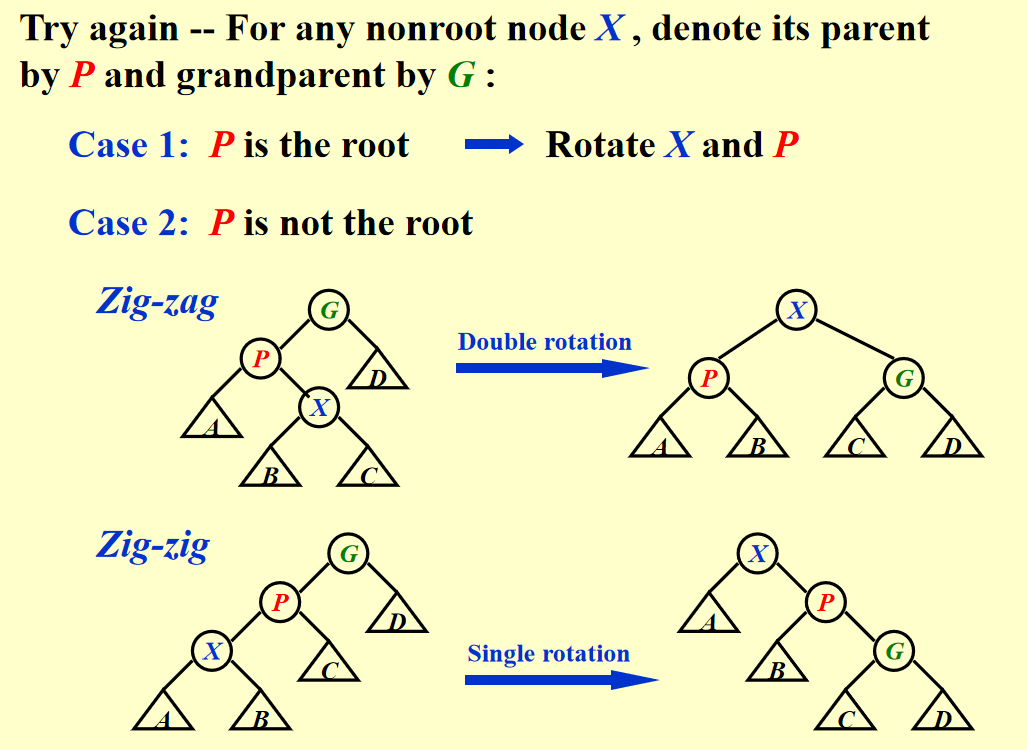 Try again -- For any nonroot node X , denote its parent
by P and grandparent by G :
Case 1: P is the root
Rotate X and P
Case 2: P is not the root
Zig-zag
G
P
D
X
A
B
C
Double rotation
X
P
G
A
B
C
D
Zig-zig
G
P
D
X
C
A
B
Single rotation
X
A
P
B
G
C
D